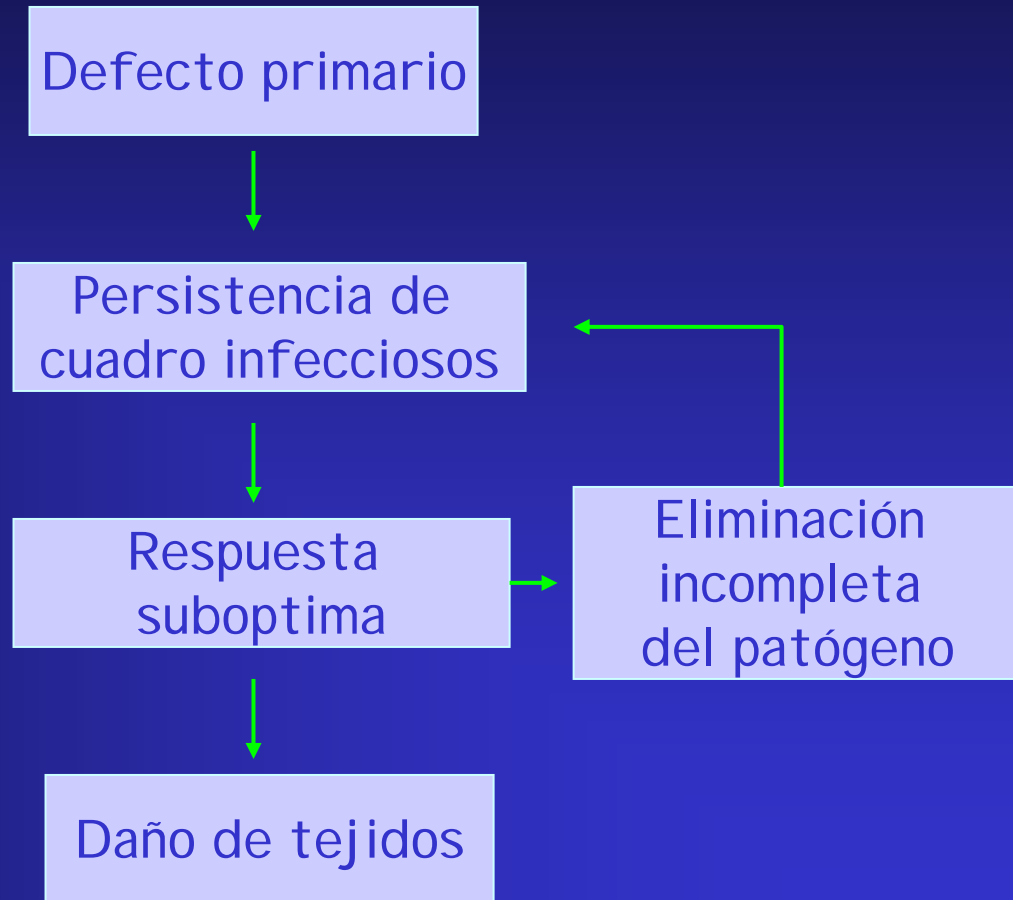 Defecto primario
Persistencia de
cuadro infecciosos
Respuesta
suboptima
Eliminación
incompleta
del patógeno
Daño de tejidos